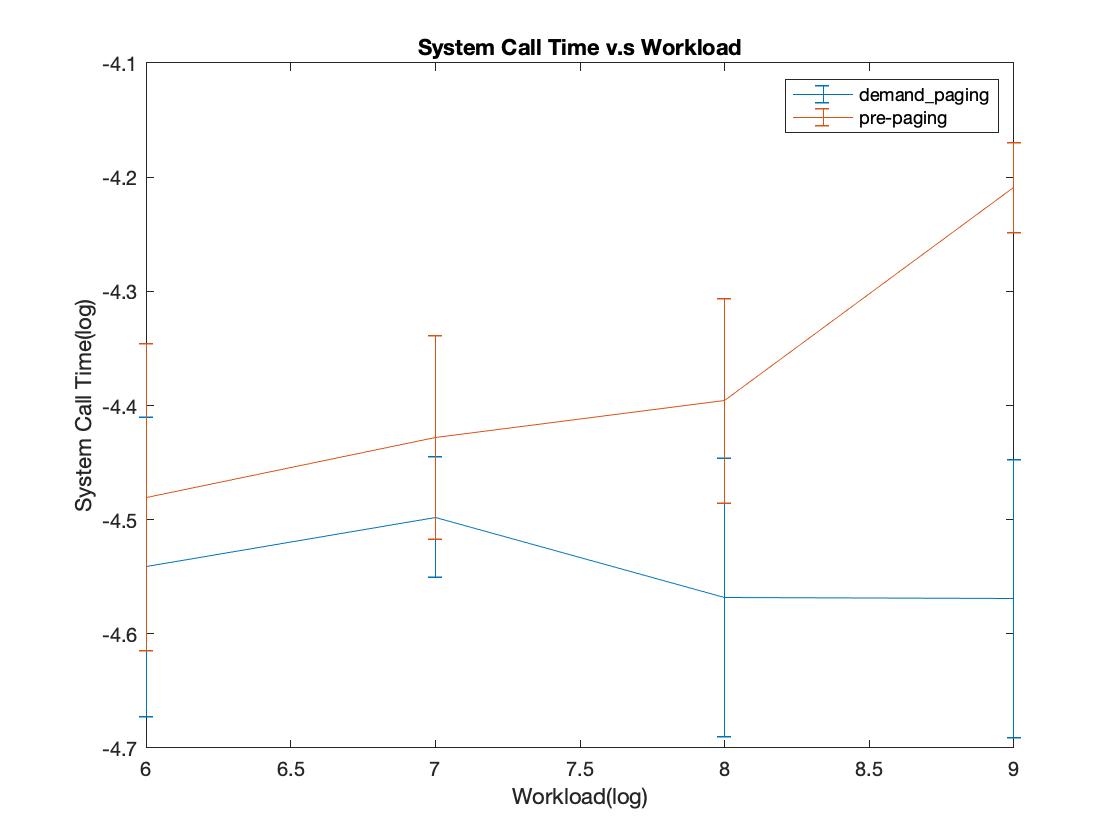 System Call Time v.s Workload
demand_paging
pre-paging
System Call Time(log)
-4.1
-4.2
-4.3
-4.4
-4.5
-4.6
-4.7
6
6.5
7
7.5
8
8.5
9
Workload(log)